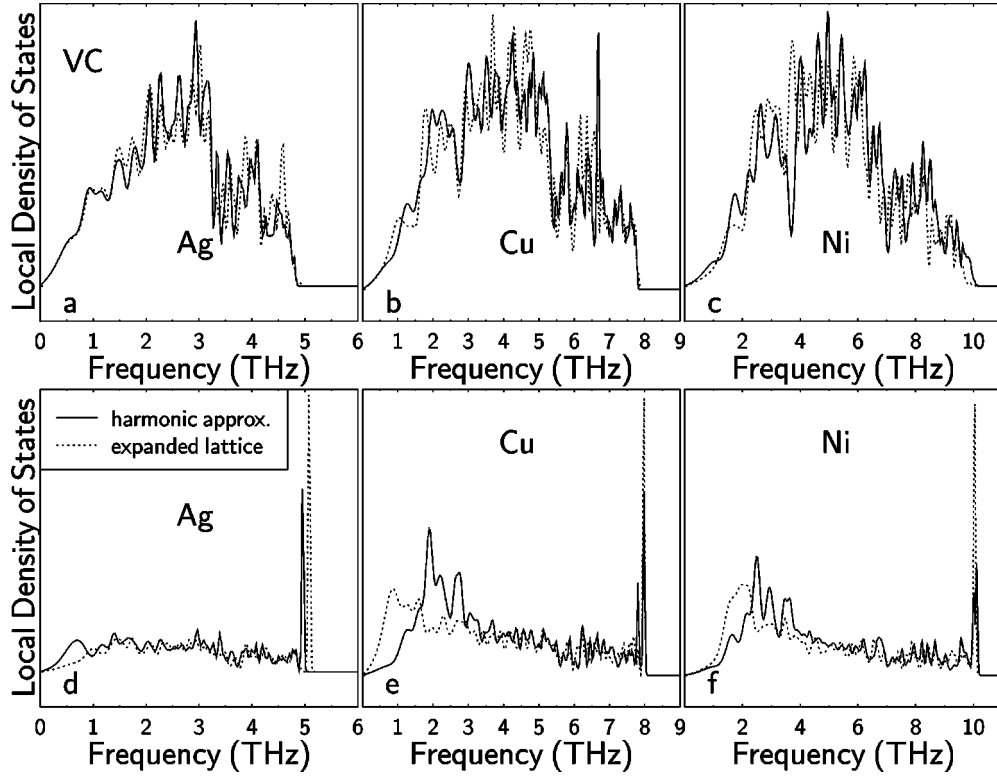 Local Density of States
VC
Ag
a
0 1 2 3 4 5 6
Frequency (THz)
Cu
b
1 2 3 4 5 6 7 8 9
Frequency (THz)
Ni
c
2 4 6 8 10
Frequency (THz)
Local Density of States
harmonic approx.
expanded lattice
Ag
d
0 1 2 3 4 5 6
Frequency (THz)
Cu
e
1 2 3 4 5 6 7 8 9
Frequency (THz)
Ni
f
2 4 6 8 10
Frequency (THz)